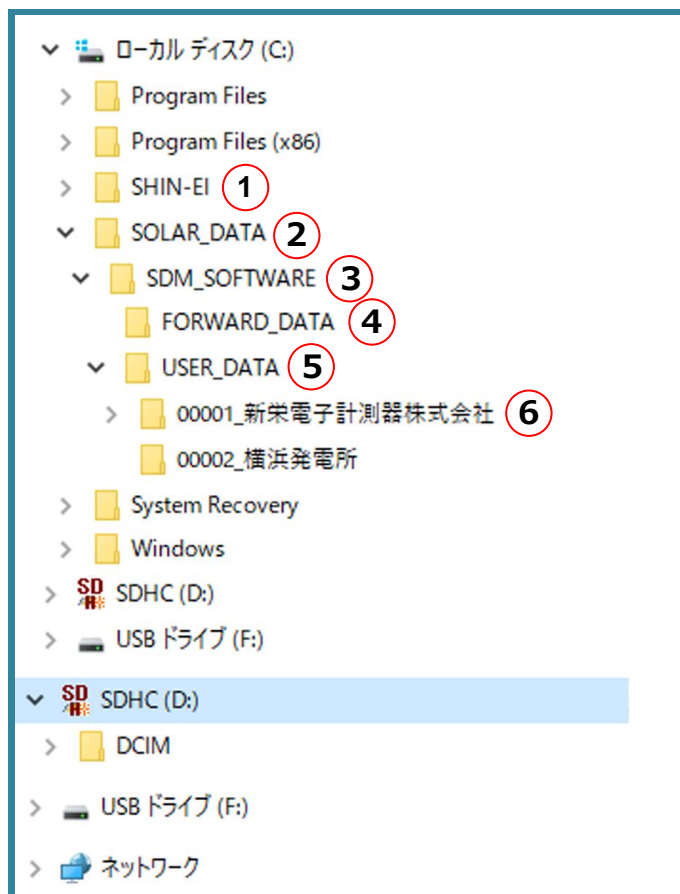 ローカル ディスク (C:)
Program Files
Program Files (x86)
SHIN-EI 1
SOLAR_DATA 2
SDM_SOFTWARE 3
FORWARD_DATA 4
USER_DATA 5
00001_新栄電子計測器株式会社 6
00002_横浜発電所
System Recovery
Windows
SD SDHC (D:)
USB ドライブ (F:)
SD SDHC (D:)
DCIM
USB ドライブ (F:)
ネットワーク